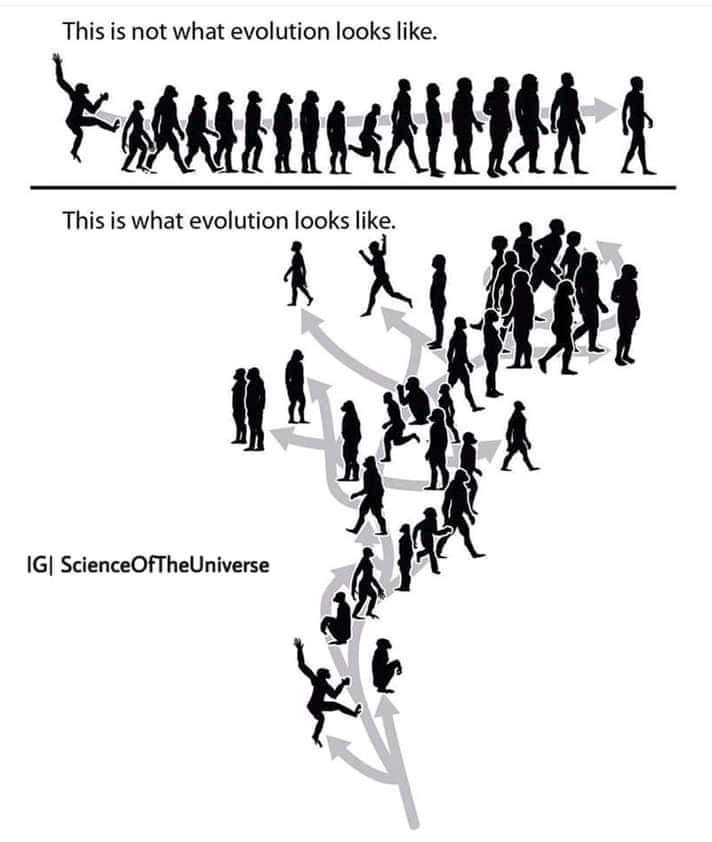 This is not what evolution looks like.
This is what evolution looks like.
IG| ScienceOfTheUniverse